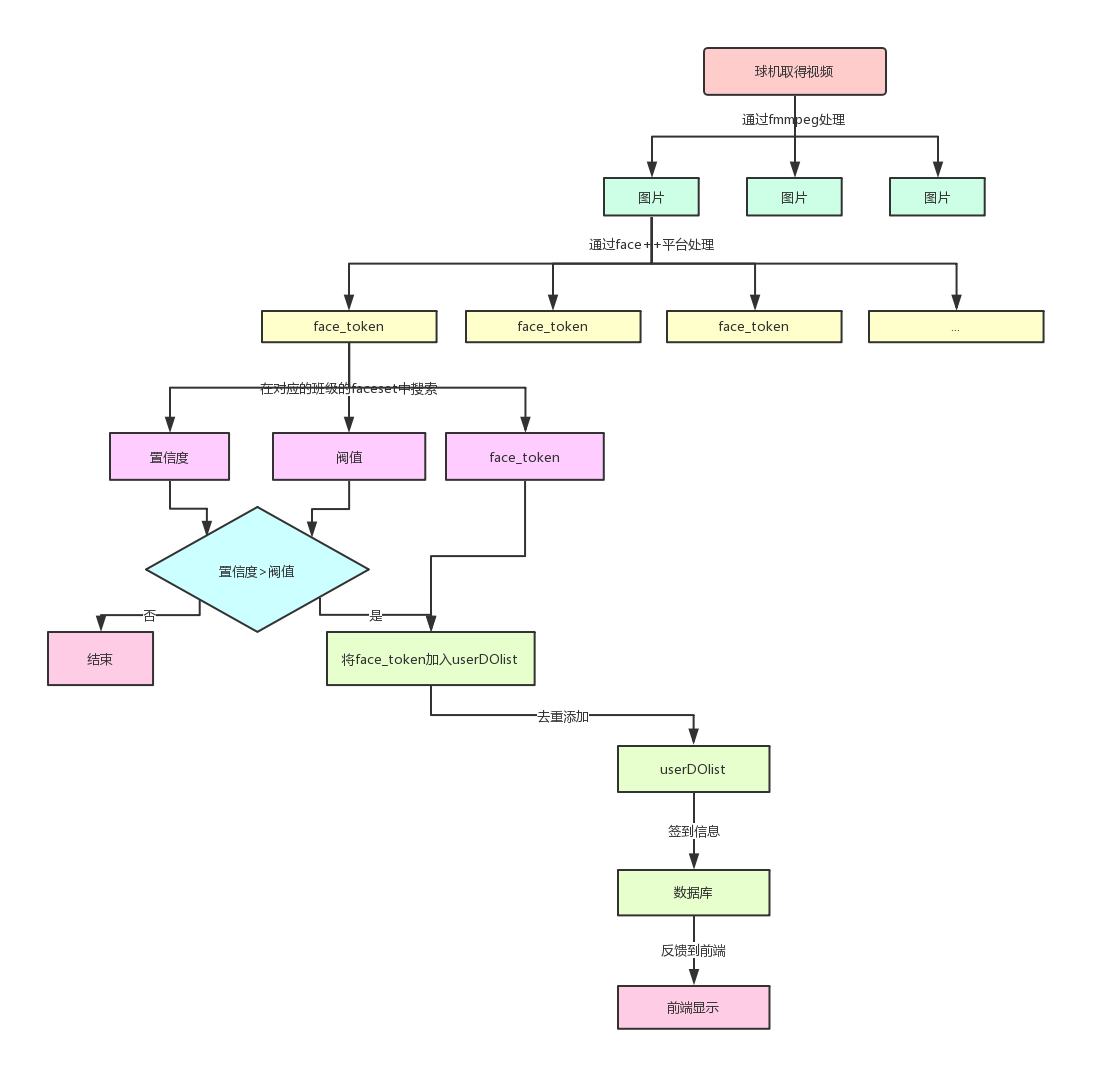 球机取得视频
通过fmmpeg处理
图片
图片
图片
通过face++平台处理
face_token
face_token
face_token
...
在对应的班级的faceset中搜索
置信度
阀值
face_token
置信度>阀值
否
是
结束
将face_token加入userDOlist
去重添加
userDOlist
签到信息
数据库
反馈到前端
前端显示